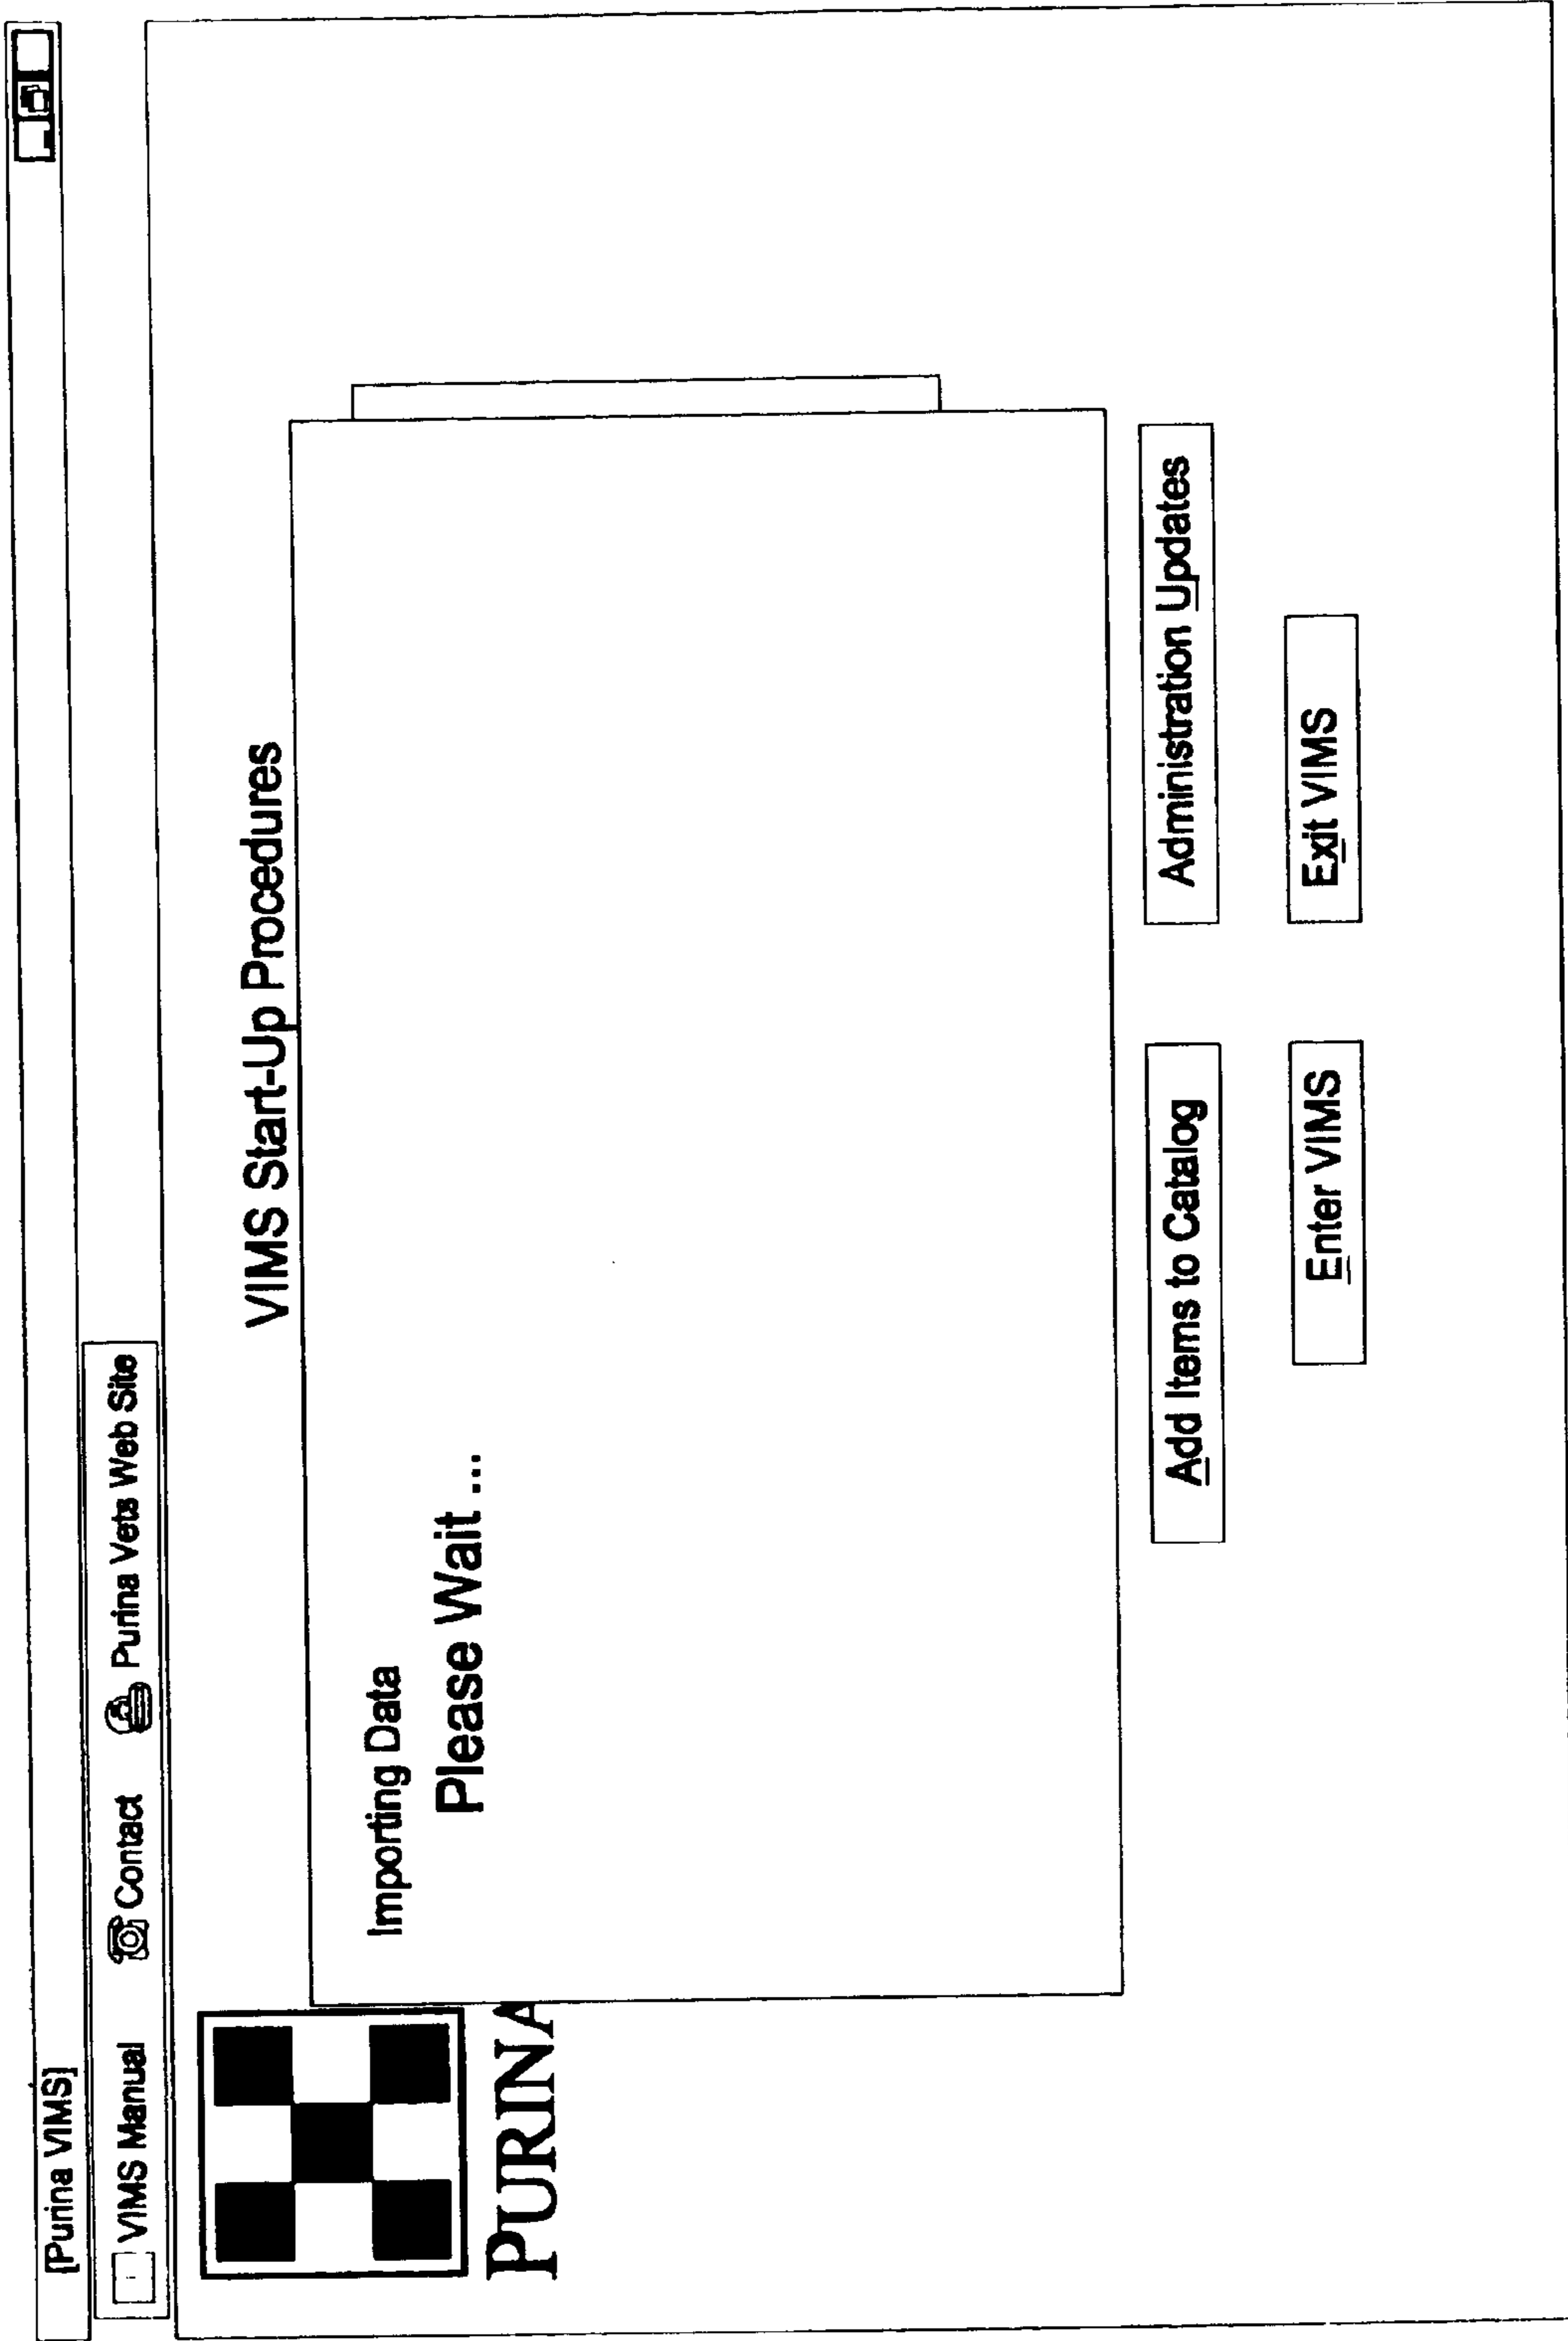 [Purina VIMS]
VIMS Manual Contact Purina Vets Web Site
VIMS Start-Up Procedures
PURINA
Importing Data
Please Wait ...
Add Items to Catalog Administration Updates
Enter VIMS Exit VIMS